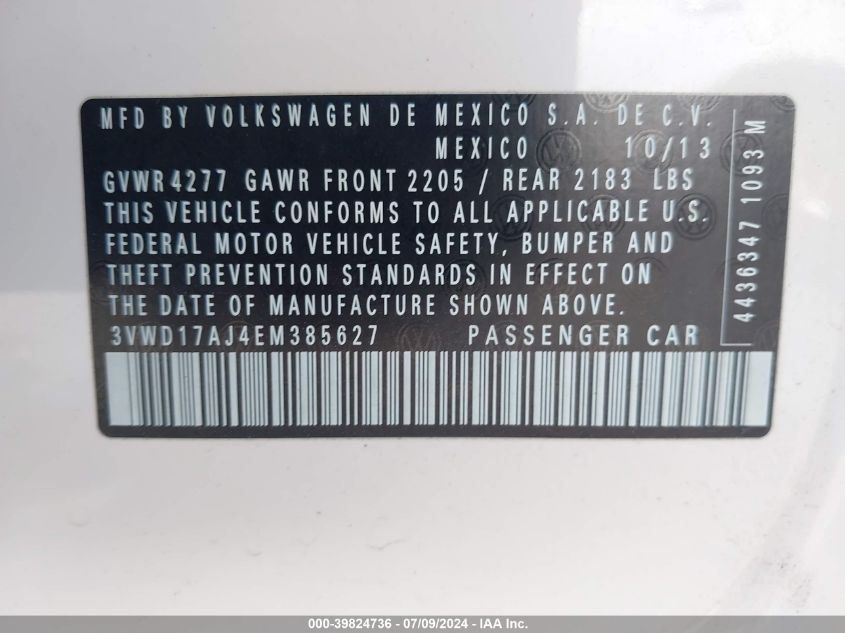 MFD BY VOLKSWAGEN DE MEXICO S.A. DE C.V.
MEXICO 10/13
GVWR 4277 GAWR FRONT 2205 / REAR 2183 LBS
THIS VEHICLE CONFORMS TO ALL APPLICABLE U.S.
FEDERAL MOTOR VEHICLE SAFETY, BUMPER AND
THEFT PREVENTION STANDARDS IN EFFECT ON
THE DATE OF MANUFACTURE SHOWN ABOVE.
3VWD17AJ4EM385627 PASSENGER CAR
4436347 1093 M
000-39824736 - 07/09/2024 - IAA Inc.